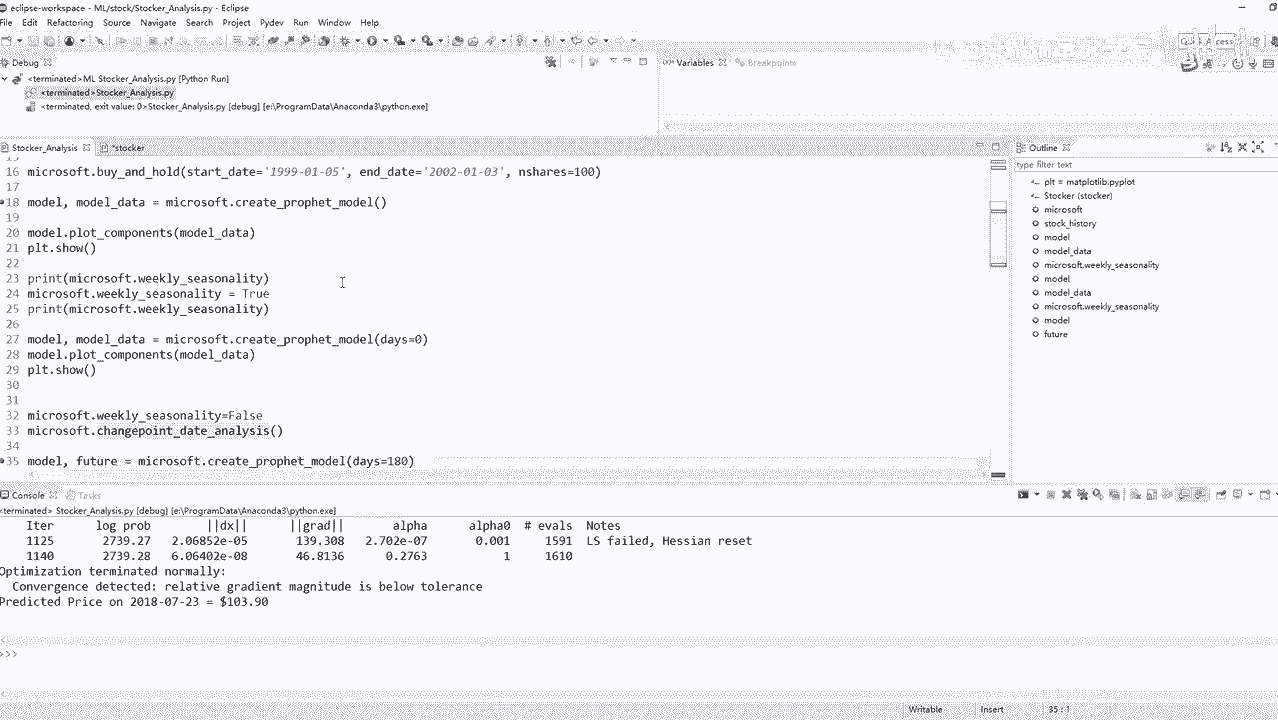 eclipse-workspace - ML/stock/Stocker_Analysis.py - Eclipse
File Edit Refactoring Source Navigate Search Project Pydev Run Window Help
Debug
Variables Breakpoints
<terminated>ML Stocker_Analysis.py [Python Run]
<terminated>Stocker_Analysis.py
<terminated, exit value: 0>Stocker_Analysis.py [debug] [e:\ProgramData\Anaconda3\python.exe]
Stocker_Analysis *stocker
Outline
type filter text
plt = matplotlib.pyplot
Stocker (stocker)
microsoft
stock_history
model
model_data
microsoft.weekly_seasonality
model
model_data
microsoft.weekly_seasonality
model
future
15
16 microsoft.buy_and_hold(start_date='1999-01-05', end_date='2002-01-03', nshares=100)
17
18 model, model_data = microsoft.create_prophet_model()
19
20 model.plot_components(model_data)
21 plt.show()
22
23 print(microsoft.weekly_seasonality)
24 microsoft.weekly_seasonality = True
25 print(microsoft.weekly_seasonality)
26
27 model, model_data = microsoft.create_prophet_model(days=0)
28 model.plot_components(model_data)
29 plt.show()
30
31
32 microsoft.weekly_seasonality=False
33 microsoft.changepoint_date_analysis()
34
35 model, future = microsoft.create_prophet_model(days=180)
Console Tasks
<terminated> Stocker_Analysis.py [debug] [e:\ProgramData\Anaconda3\python.exe]
Iter log prob ||dx|| ||grad|| alpha alpha0 # evals Notes
1125 2739.27 2.06852e-05 139.308 2.702e-07 0.001 1591 LS failed, Hessian reset
1140 2739.28 6.06402e-08 46.8136 0.2763 1 1610
Optimization terminated normally:
Convergence detected: relative gradient magnitude is below tolerance
Predicted Price on 2018-07-23 = $103.90
>>>
Writable Insert 35 : 1